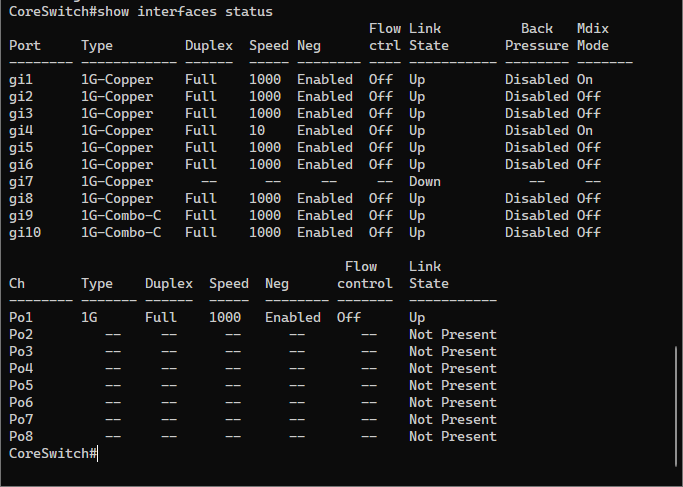 CoreSwitch#show interfaces status
                                             Flow Link          Back     Mdix
Port     Type         Duplex  Speed Neg      ctrl State       Pressure Mode
-------- ------------ ------  ----- -------- ---- ----------- -------- -------
gi1      1G-Copper    Full    1000  Enabled  Off  Up          Disabled On
gi2      1G-Copper    Full    1000  Enabled  Off  Up          Disabled Off
gi3      1G-Copper    Full    1000  Enabled  Off  Up          Disabled Off
gi4      1G-Copper    Full    10    Enabled  Off  Up          Disabled On
gi5      1G-Copper    Full    1000  Enabled  Off  Up          Disabled Off
gi6      1G-Copper    Full    1000  Enabled  Off  Up          Disabled Off
gi7      1G-Copper      --      --     --     --  Down           --     --
gi8      1G-Copper    Full    1000  Enabled  Off  Up          Disabled Off
gi9      1G-Combo-C   Full    1000  Enabled  Off  Up          Disabled Off
gi10     1G-Combo-C   Full    1000  Enabled  Off  Up          Disabled Off
                                          Flow    Link
Ch       Type    Duplex  Speed  Neg      control  State
-------- ------- ------  -----  -------- -------  -----------
Po1      1G      Full    1000   Enabled  Off      Up
Po2         --     --      --      --       --    Not Present
Po3         --     --      --      --       --    Not Present
Po4         --     --      --      --       --    Not Present
Po5         --     --      --      --       --    Not Present
Po6         --     --      --      --       --    Not Present
Po7         --     --      --      --       --    Not Present
Po8         --     --      --      --       --    Not Present
CoreSwitch#